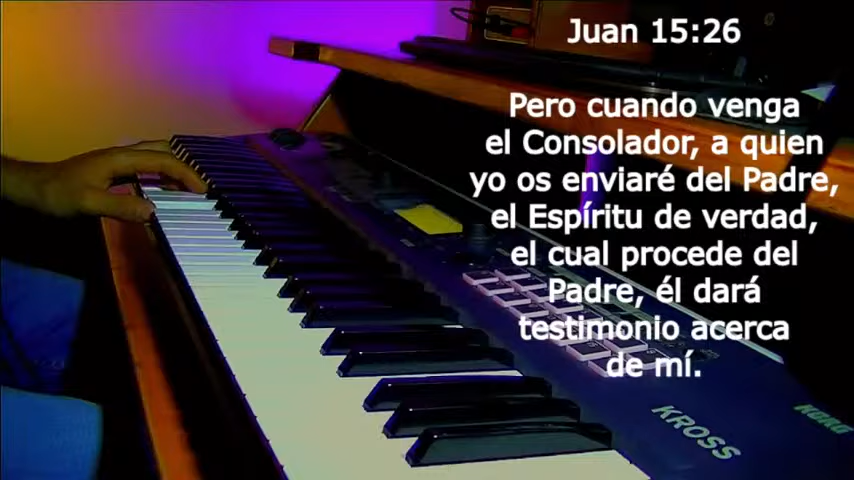 Juan 15:26
Pero cuando venga
el Consolador, a quien
yo os enviaré del Padre,
el Espíritu de verdad,
el cual procede del
Padre, él dará
testimonio acerca
de mí.
KROSS
KORG